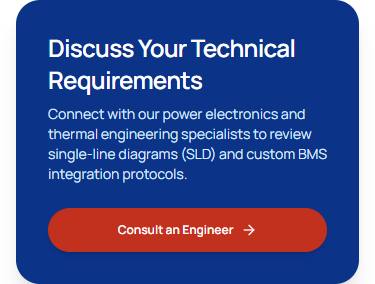 Discuss Your Technical
Requirements
Connect with our power electronics and
thermal engineering specialists to review
single-line diagrams (SLD) and custom BMS
integration protocols.
Consult an Engineer →